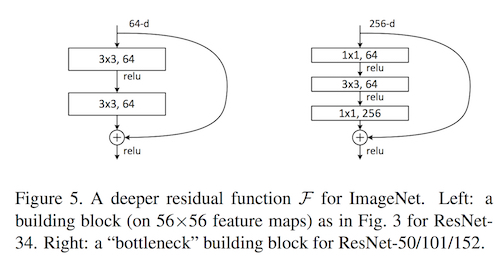 64-d
3x3, 64
relu
3x3, 64
+
relu
256-d
1x1, 64
relu
3x3, 64
relu
1x1, 256
+
relu
Figure 5. A deeper residual function F for ImageNet. Left: a
building block (on 56×56 feature maps) as in Fig. 3 for ResNet-
34. Right: a “bottleneck” building block for ResNet-50/101/152.